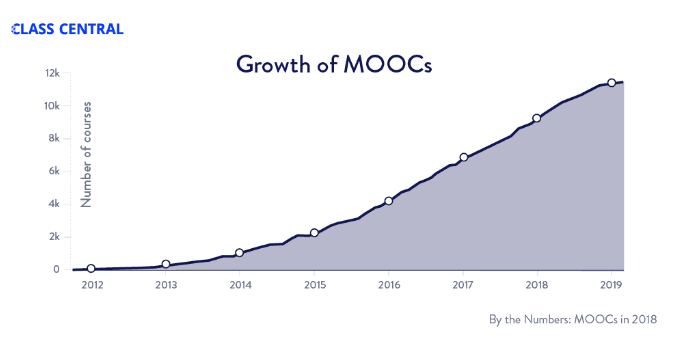 CLASS CENTRAL
Growth of MOOCs
12k
10k
8k
6k
4k
2k
0
Number of courses
2012 2013 2014 2015 2016 2017 2018 2019
By the Numbers: MOOCs in 2018